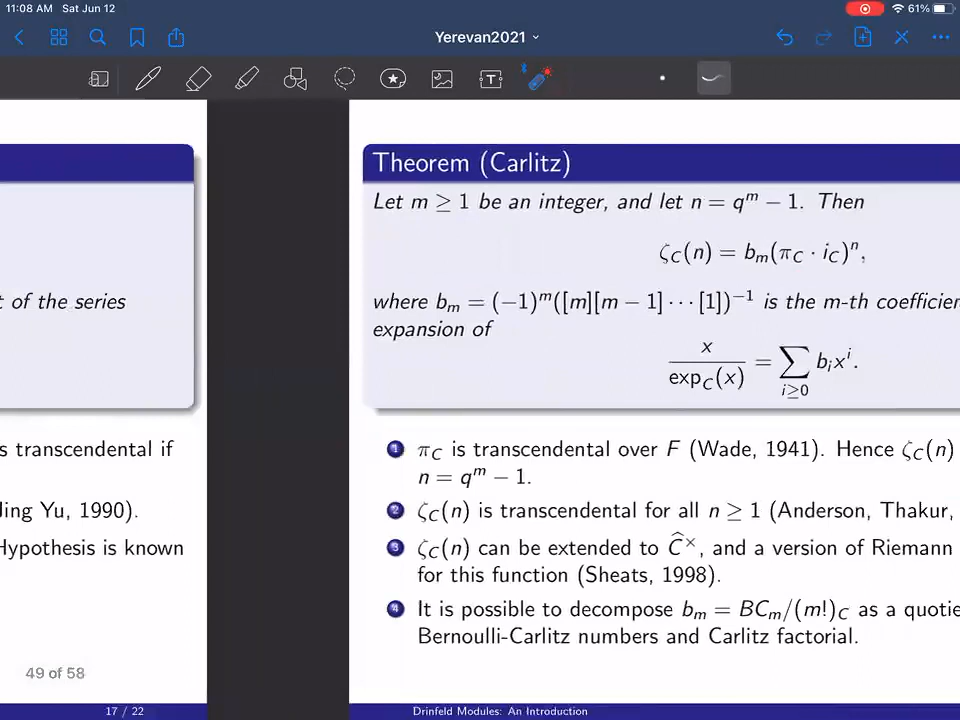 11:08 AM Sat Jun 12
61%
Yerevan2021
T
t of the series
s transcendental if
Jing Yu, 1990).
Hypothesis is known
49 of 58
17 / 22
Theorem (Carlitz)
Let m ≥ 1 be an integer, and let n = q^m − 1. Then
ζ_C(n) = b_m(π_C · i_C)^n,
where b_m = (−1)^m([m][m − 1] · · · [1])^−1 is the m-th coefficien
expansion of
x / exp_C(x) = ∑_{i≥0} b_i x^i.
1 π_C is transcendental over F (Wade, 1941). Hence ζ_C(n)
n = q^m − 1.
2 ζ_C(n) is transcendental for all n ≥ 1 (Anderson, Thakur,
3 ζ_C(n) can be extended to Ĉ^×, and a version of Riemann
for this function (Sheats, 1998).
4 It is possible to decompose b_m = BC_m/(m!)_C as a quotie
Bernoulli-Carlitz numbers and Carlitz factorial.
Drinfeld Modules: An Introduction